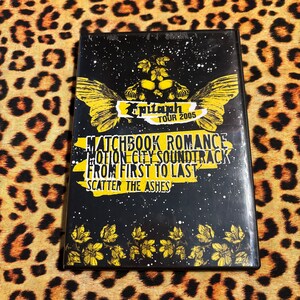 Epitaph
TOUR 2005
MATCHBOOK ROMANCE
MOTION CITY SOUNDTRACK
FROM FIRST TO LAST
SCATTER THE ASHES